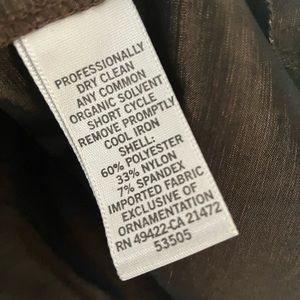 PROFESSIONALLY
DRY CLEAN
ANY COMMON
ORGANIC SOLVENT
SHORT CYCLE
REMOVE PROMPTLY
COOL IRON
SHELL:
60% POLYESTER
33% NYLON
7% SPANDEX
IMPORTED FABRIC
EXCLUSIVE OF
ORNAMENTATION
RN 49422-CA 21472
53505